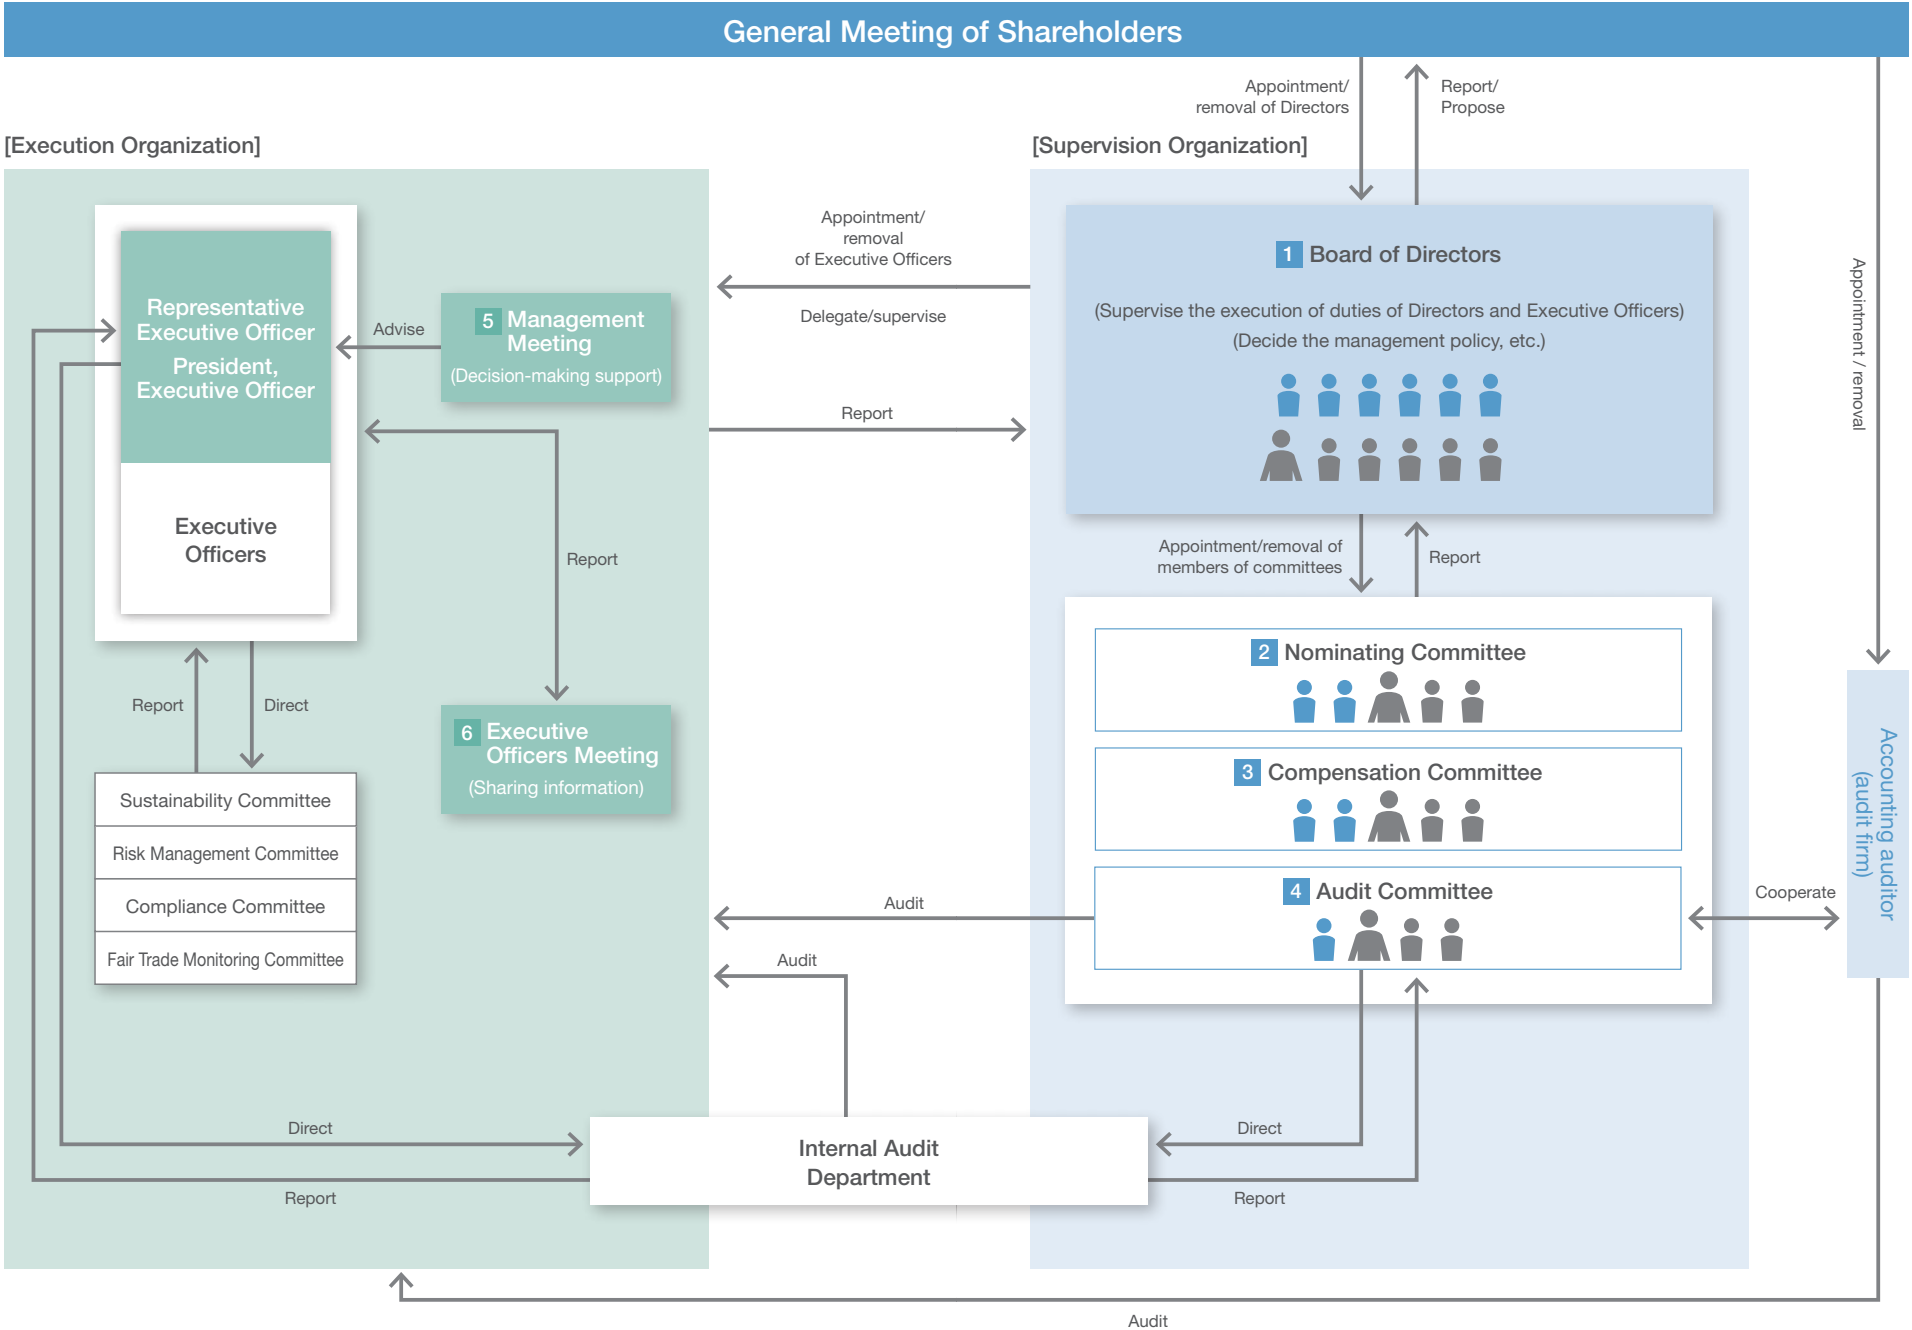 General Meeting of Shareholders
Appointment/
removal of Directors
Report/
Propose
[Execution Organization]
[Supervision Organization]
Representative
Executive Officer
President,
Executive Officer
Executive
Officers
Advise
5 Management
Meeting
(Decision-making support)
Appointment/
removal
of Executive Officers
Delegate/supervise
Report
1 Board of Directors
(Supervise the execution of duties of Directors and Executive Officers)
(Decide the management policy, etc.)
Appointment / removal
Report
Appointment/removal of
members of committees
Report
2 Nominating Committee
3 Compensation Committee
4 Audit Committee
Report
Direct
6 Executive
Officers Meeting
(Sharing information)
Sustainability Committee
Risk Management Committee
Compliance Committee
Fair Trade Monitoring Committee
Audit
Audit
Cooperate
Accounting auditor
(audit firm)
Direct
Report
Internal Audit
Department
Direct
Report
Audit